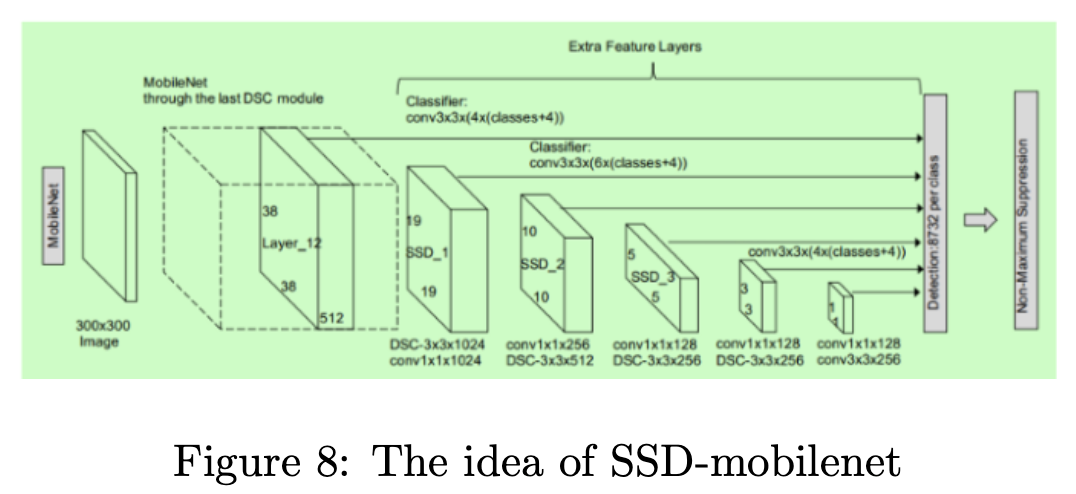 Extra Feature Layers
MobileNet
through the last DSC module
Classifier:
conv3x3x(4x(classes+4))
Classifier:
conv3x3x(6x(classes+4))
MobileNet
38
Layer_12
38
512
19
SSD_1
19
10
SSD_2
10
5
SSD_3
5
conv3x3x(4x(classes+4))
3
3
1
1
Detection:8732 per class
Non-Maximum Suppression
300x300
Image
DSC-3x3x1024
conv1x1x1024
conv1x1x256
DSC-3x3x512
conv1x1x128
DSC-3x3x256
conv1x1x128
DSC-3x3x256
conv1x1x128
conv3x3x256
Figure 8: The idea of SSD-mobilenet